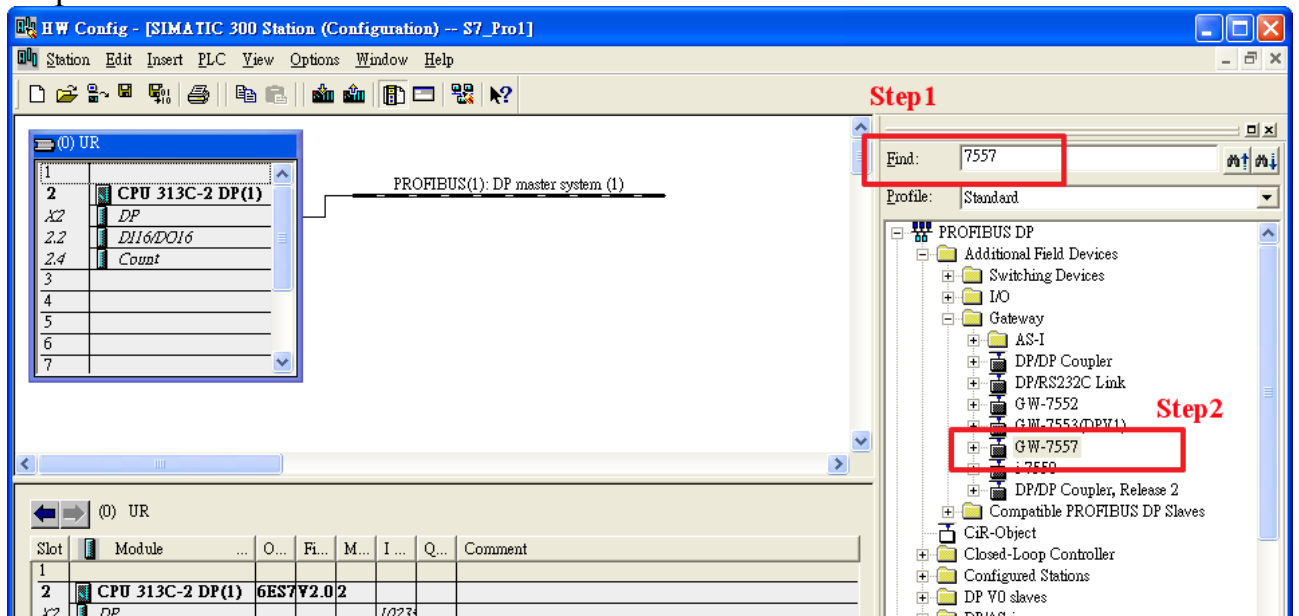 HW Config - [SIMATIC 300 Station (Configuration) -- S7_Pro1]
Station Edit Insert PLC View Options Window Help
Step1
(0) UR
1
2 CPU 313C-2 DP(1)
X2 DP
2.2 DI16/DO16
2.4 Count
3
4
5
6
7
PROFIBUS(1): DP master system (1)
Find: 7557
Profile: Standard
PROFIBUS DP
Additional Field Devices
Switching Devices
I/O
Gateway
AS-I
DP/DP Coupler
DP/RS232C Link
GW-7552
Step2
GW-7553(DPV1)
GW-7557
DP/DP Coupler, Release 2
Compatible PROFIBUS DP Slaves
CiR-Object
Closed-Loop Controller
Configured Stations
DP V0 slaves
(0) UR
Slot Module ... O... Fi... M... I ... Q... Comment
1
2 CPU 313C-2 DP(1) 6ES7 V2.0 2
X2 DP